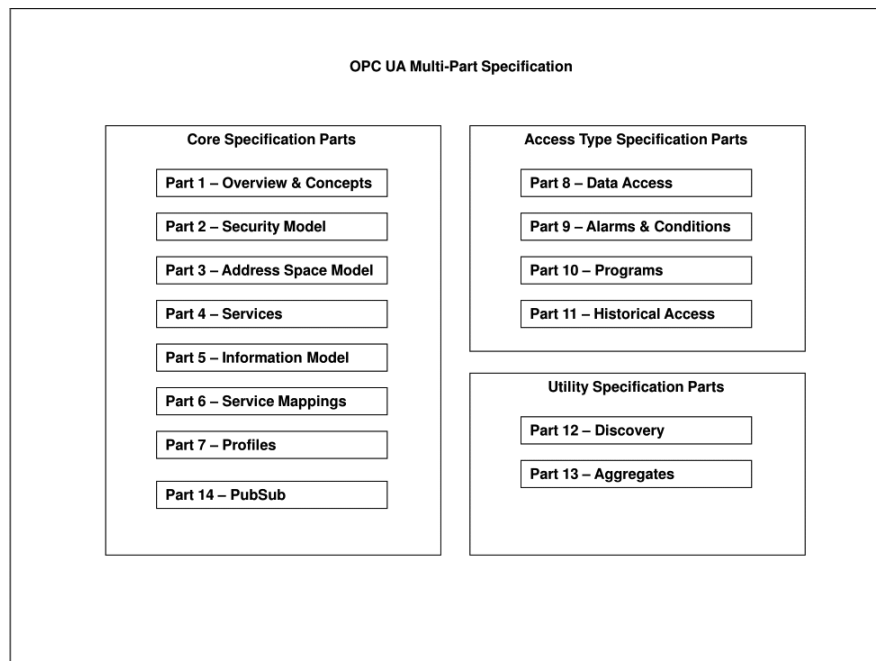 OPC UA Multi-Part Specification
Core Specification Parts
Part 1 – Overview & Concepts
Part 2 – Security Model
Part 3 – Address Space Model
Part 4 – Services
Part 5 – Information Model
Part 6 – Service Mappings
Part 7 – Profiles
Part 14 – PubSub
Access Type Specification Parts
Part 8 – Data Access
Part 9 – Alarms & Conditions
Part 10 – Programs
Part 11 – Historical Access
Utility Specification Parts
Part 12 – Discovery
Part 13 – Aggregates